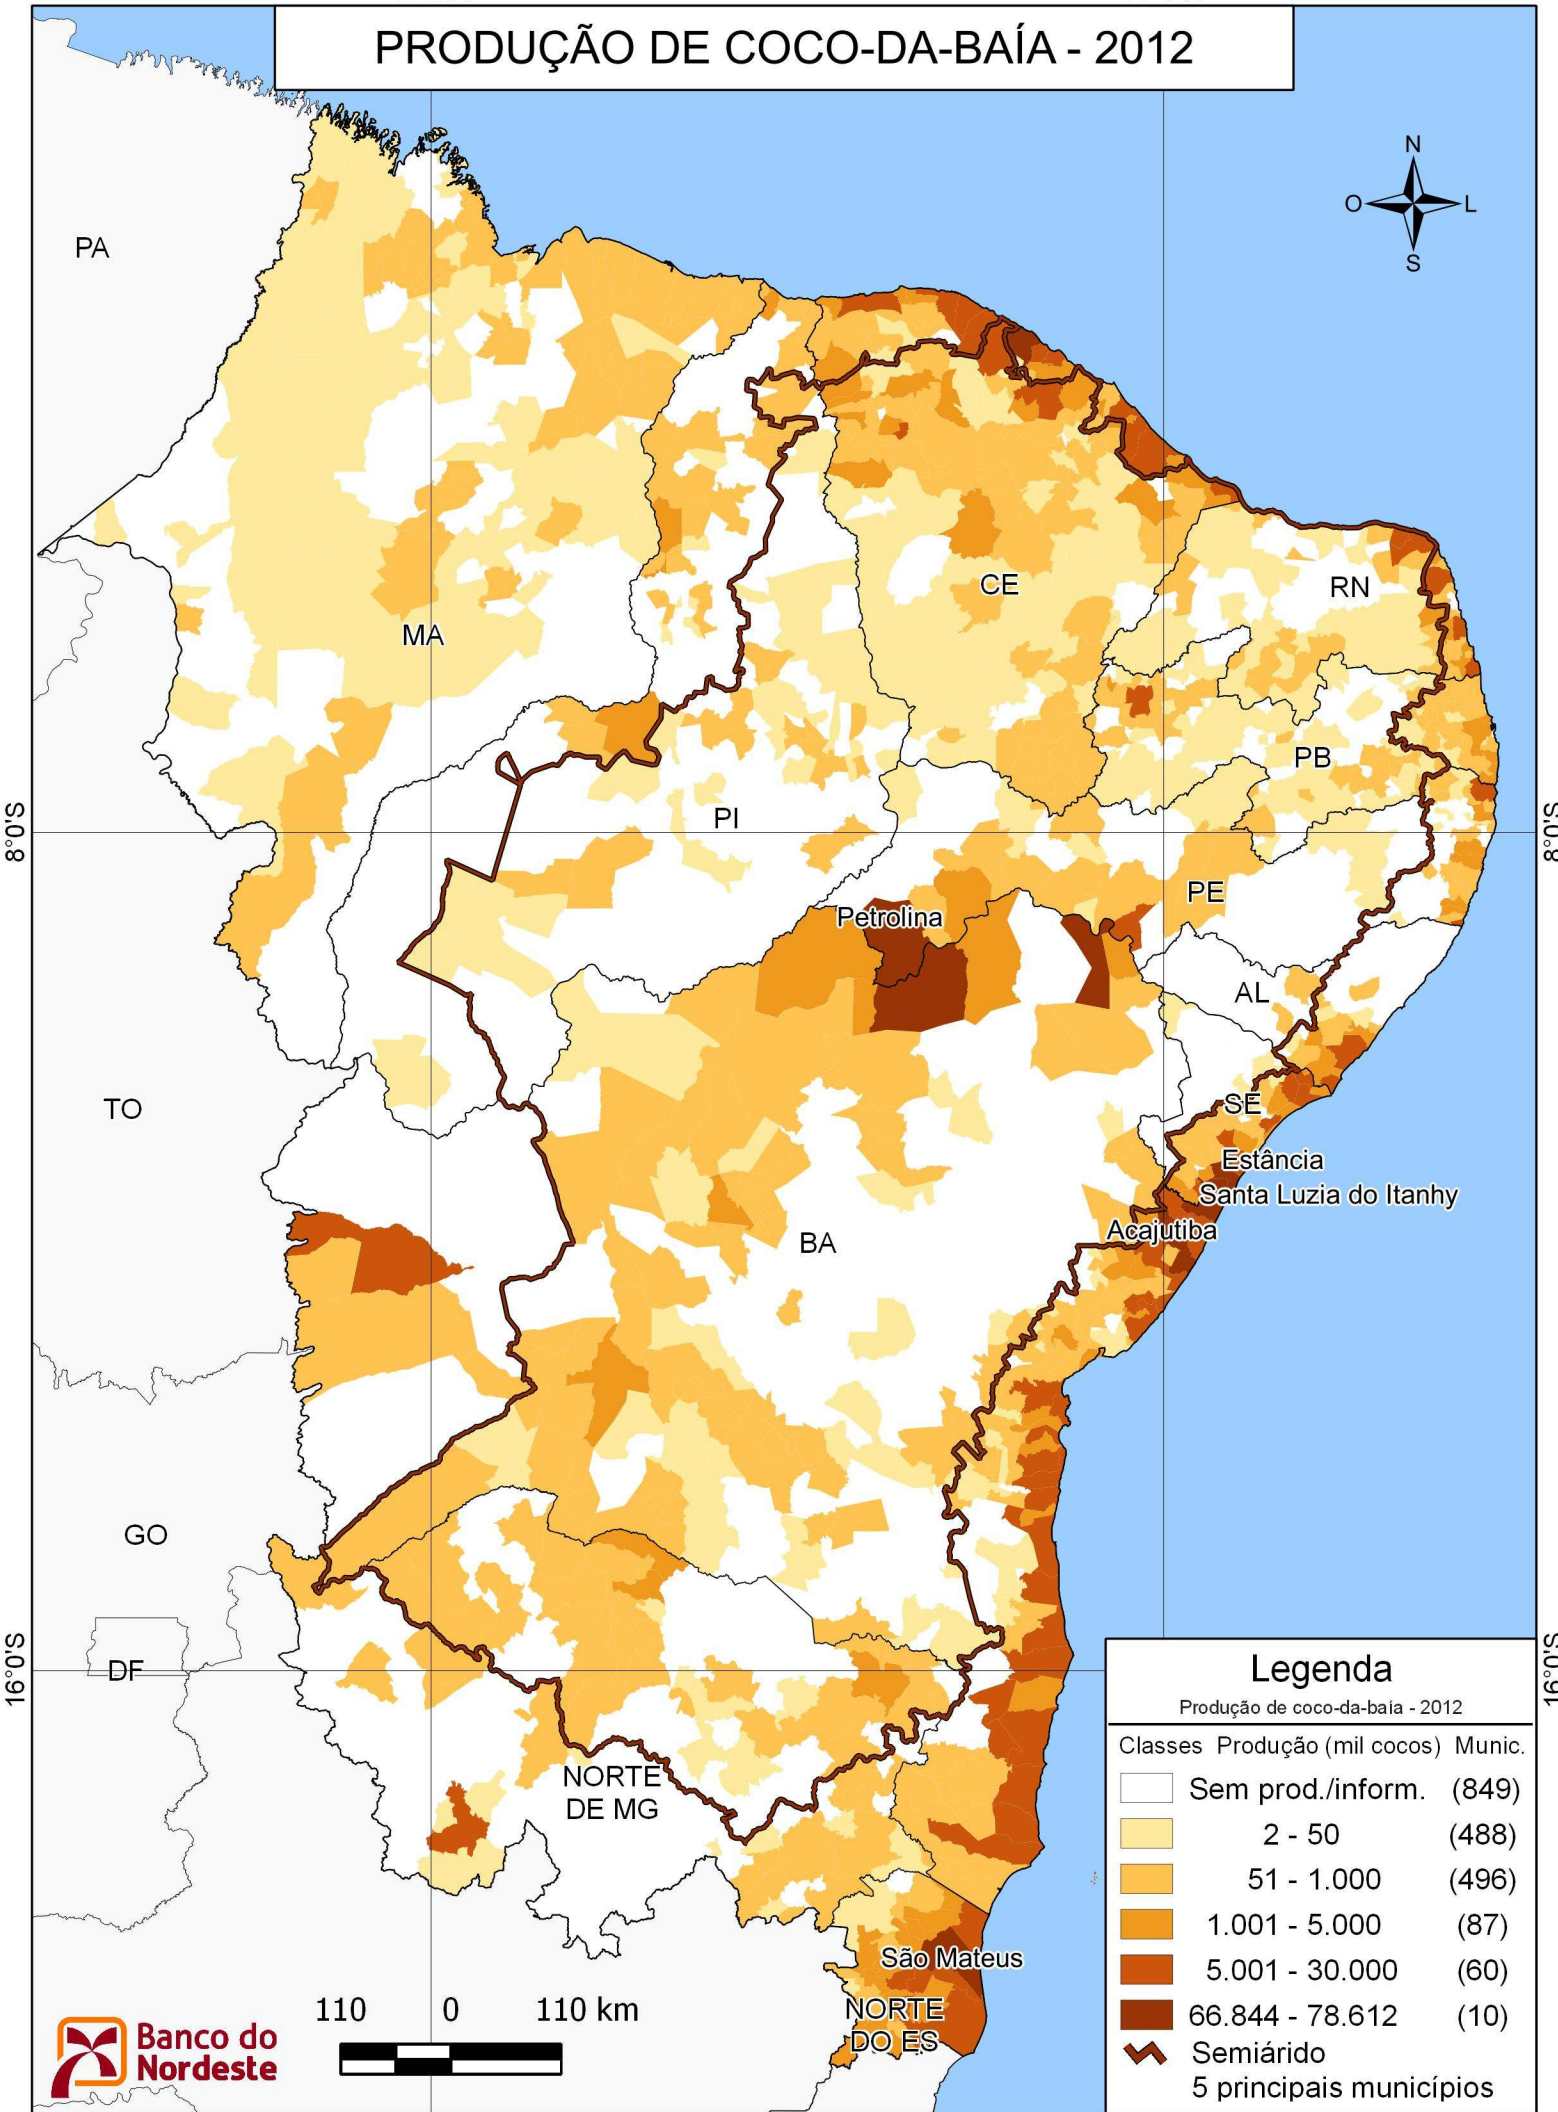 PRODUÇÃO DE COCO-DA-BAÍA - 2012
N
O
L
S
PA
CE
RN
MA
PB
PI
8°0'S
8°0'S
PE
Petrolina
AL
TO
SE
Estância
Santa Luzia do Itanhy
Acajutiba
BA
GO
DF
16°0'S
16°0'S
NORTE
DE MG
São Mateus
NORTE
DO ES
110 0 110 km
Banco do
Nordeste
Legenda
Produção de coco-da-baía - 2012
Classes Produção (mil cocos) Munic.
Sem prod./inform. (849)
2 - 50 (488)
51 - 1.000 (496)
1.001 - 5.000 (87)
5.001 - 30.000 (60)
66.844 - 78.612 (10)
Semiárido
5 principais municípios